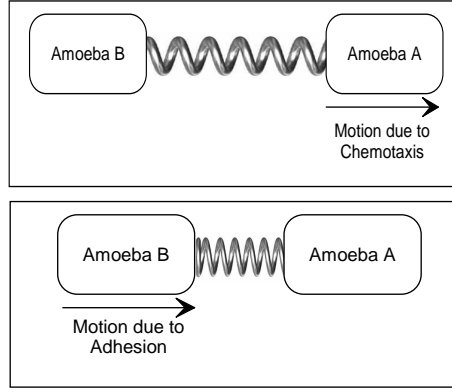 Amoeba B
Amoeba A
Motion due to
Chemotaxis
Amoeba B
Amoeba A
Motion due to
Adhesion